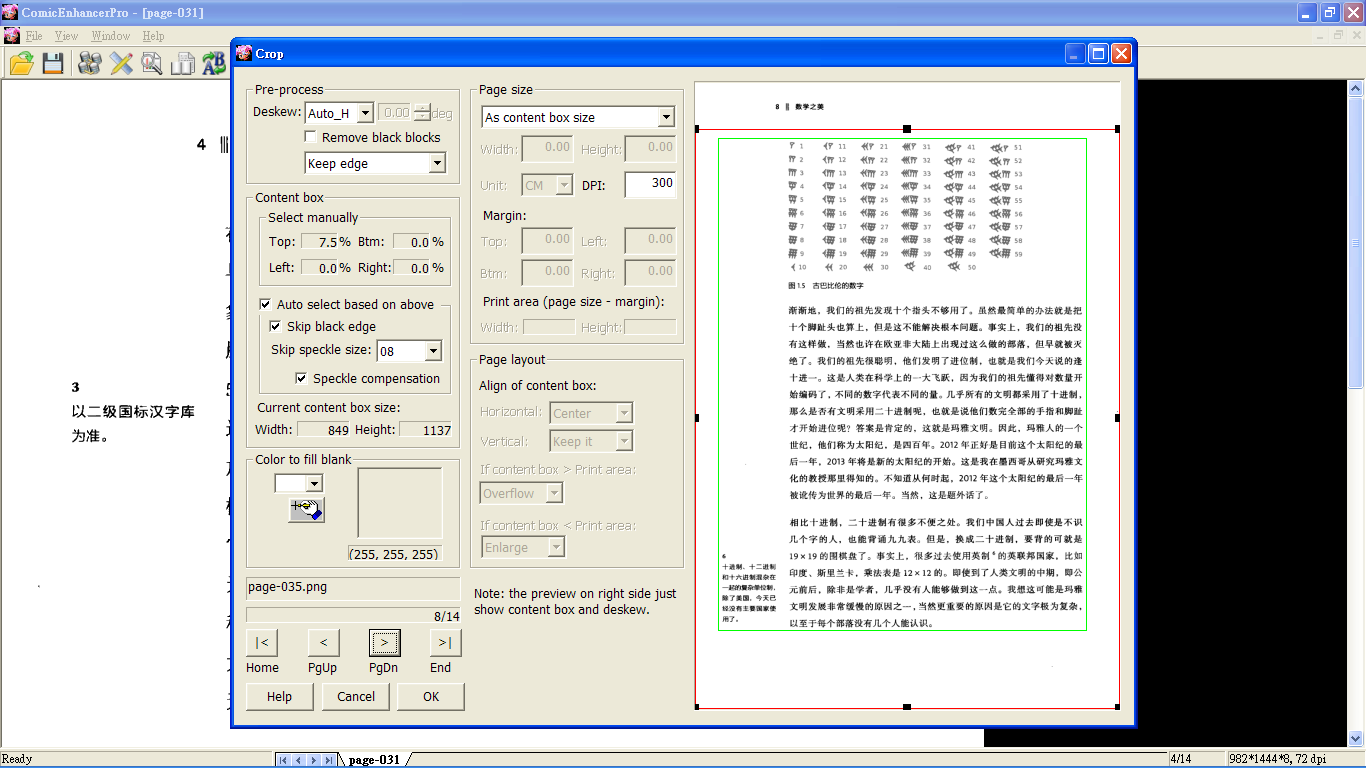 ComicEnhancerPro - [page-031]
File View Window Help
4
3
以二级国标汉字库
为准。
Crop
Pre-process
Deskew: Auto_H 0.00 deg
Remove black blocks
Keep edge
Content box
Select manually
Top: 7.5 % Btm: 0.0 %
Left: 0.0 % Right: 0.0 %
Auto select based on above
Skip black edge
Skip speckle size: 08
Speckle compensation
Current content box size:
Width: 849 Height: 1137
Color to fill blank
(255, 255, 255)
page-035.png
8/14
|< < > >|
Home PgUp PgDn End
Help Cancel OK
Page size
As content box size
Width: 0.00 Height: 0.00
Unit: CM DPI: 300
Margin:
Top: 0.00 Left: 0.00
Btm: 0.00 Right: 0.00
Print area (page size - margin):
Width: Height:
Page layout
Align of content box:
Horizontal: Center
Vertical: Keep it
If content box > Print area:
Overflow
If content box < Print area:
Enlarge
Note: the preview on right side just
show content box and deskew.
8 ‖ 数学之美
1 11 21 31 41 51
2 12 22 32 42 52
3 13 23 33 43 53
4 14 24 34 44 54
5 15 25 35 45 55
6 16 26 36 46 56
7 17 27 37 47 57
8 18 28 38 48 58
9 19 29 39 49 59
10 20 30 40 50
图 1.5 古巴比伦的数字
渐渐地，我们的祖先发现十个指头不够用了。虽然最简单的办法就是把
十个脚趾头也算上，但是这不能解决根本问题。事实上，我们的祖先没
有这样做，当然也许在欧亚非大陆上出现过这么做的部落，但早就被灭
绝了。我们的祖先很聪明，他们发明了进位制，也就是我们今天说的逢
十进一。这是人类在科学上的一大飞跃，因为我们的祖先懂得对数量开
始编码了，不同的数字代表不同的量。几乎所有的文明都采用了十进制，
那么是否有文明采用二十进制呢，也就是说他们数完全部的手指和脚趾
才开始进位呢？答案是肯定的，这就是玛雅文明。因此，玛雅人的一个
世纪，他们称为太阳纪，是四百年。2012 年正好是目前这个太阳纪的最
后一年，2013 年将是新的太阳纪的开始。这是我在墨西哥从研究玛雅文
化的教授那里得知的。不知道从何时起，2012 年这个太阳纪的最后一年
被讹传为世界的最后一年。当然，这是题外话了。
相比十进制，二十进制有很多不便之处。我们中国人过去即使是不识
几个字的人，也能背诵九九表。但是，换成二十进制，要背的可就是
19×19 的围棋盘了。事实上，很多过去使用英制 6 的英联邦国家，比如
印度、斯里兰卡，乘法表是 12×12 的。即使到了人类文明的中期，即公
元前后，除非是学者，几乎没有人能够做到这一点。我想这可能是玛雅
文明发展非常缓慢的原因之一，当然更重要的原因是它的文字极为复杂，
以至于每个部落没有几个人能认识。
6
十进制、十二进制
和十六进制混杂在
一起的复杂单位制，
除了美国，今天已
经没有主要国家使
用了。
Ready
page-031
4/14
982*1444*8, 72 dpi